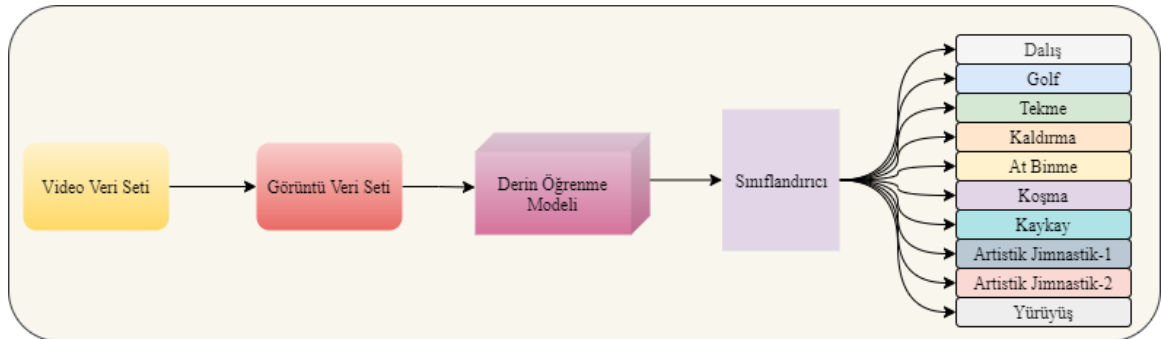 Video Veri Seti
Görüntü Veri Seti
Derin Öğrenme
Modeli
Sınıflandırıcı
Dalış
Golf
Tekme
Kaldırma
At Binme
Koşma
Kaykay
Artistik Jimnastik-1
Artistik Jimnastik-2
Yürüyüş